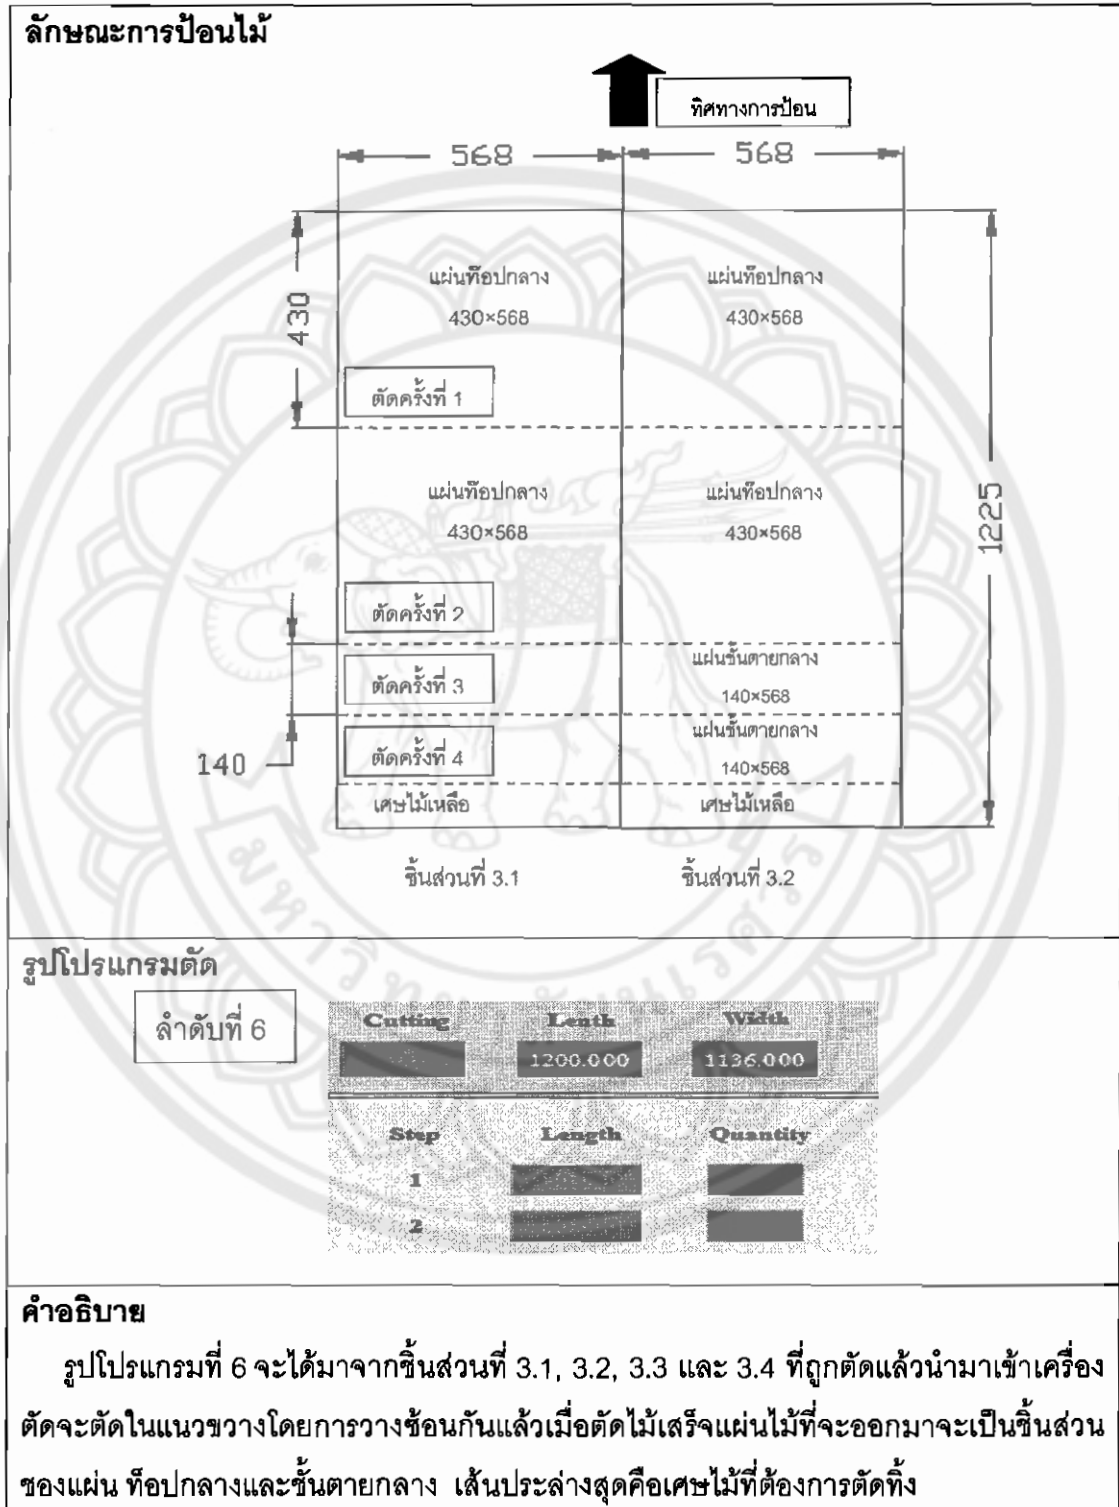 ลักษณะการป้อนไม้
ทิศทางการป้อน
568 568
แผ่นท๊อปกลาง แผ่นท๊อปกลาง
430×568 430×568
430
ตัดครั้งที่ 1
แผ่นท๊อปกลาง แผ่นท๊อปกลาง
430×568 430×568
1225
ตัดครั้งที่ 2
แผ่นชั้นตายกลาง
ตัดครั้งที่ 3 140×568
แผ่นชั้นตายกลาง
140 ตัดครั้งที่ 4 140×568
เศษไม้เหลือ เศษไม้เหลือ
ชิ้นส่วนที่ 3.1 ชิ้นส่วนที่ 3.2
รูปโปรแกรมตัด
ลำดับที่ 6
Cutting Lenth Width
1200.000 1136.000
Step Length Quantity
1
2
คำอธิบาย
รูปโปรแกรมที่ 6 จะได้มาจากชิ้นส่วนที่ 3.1, 3.2, 3.3 และ 3.4 ที่ถูกตัดแล้วนำมาเข้าเครื่อง
ตัดจะตัดในแนวขวางโดยการวางซ้อนกันแล้วเมื่อตัดไม้เสร็จแผ่นไม้ที่จะออกมาจะเป็นชิ้นส่วน
ของแผ่น ท็อปกลางและชั้นตายกลาง เส้นประล่างสุดคือเศษไม้ที่ต้องการตัดทิ้ง